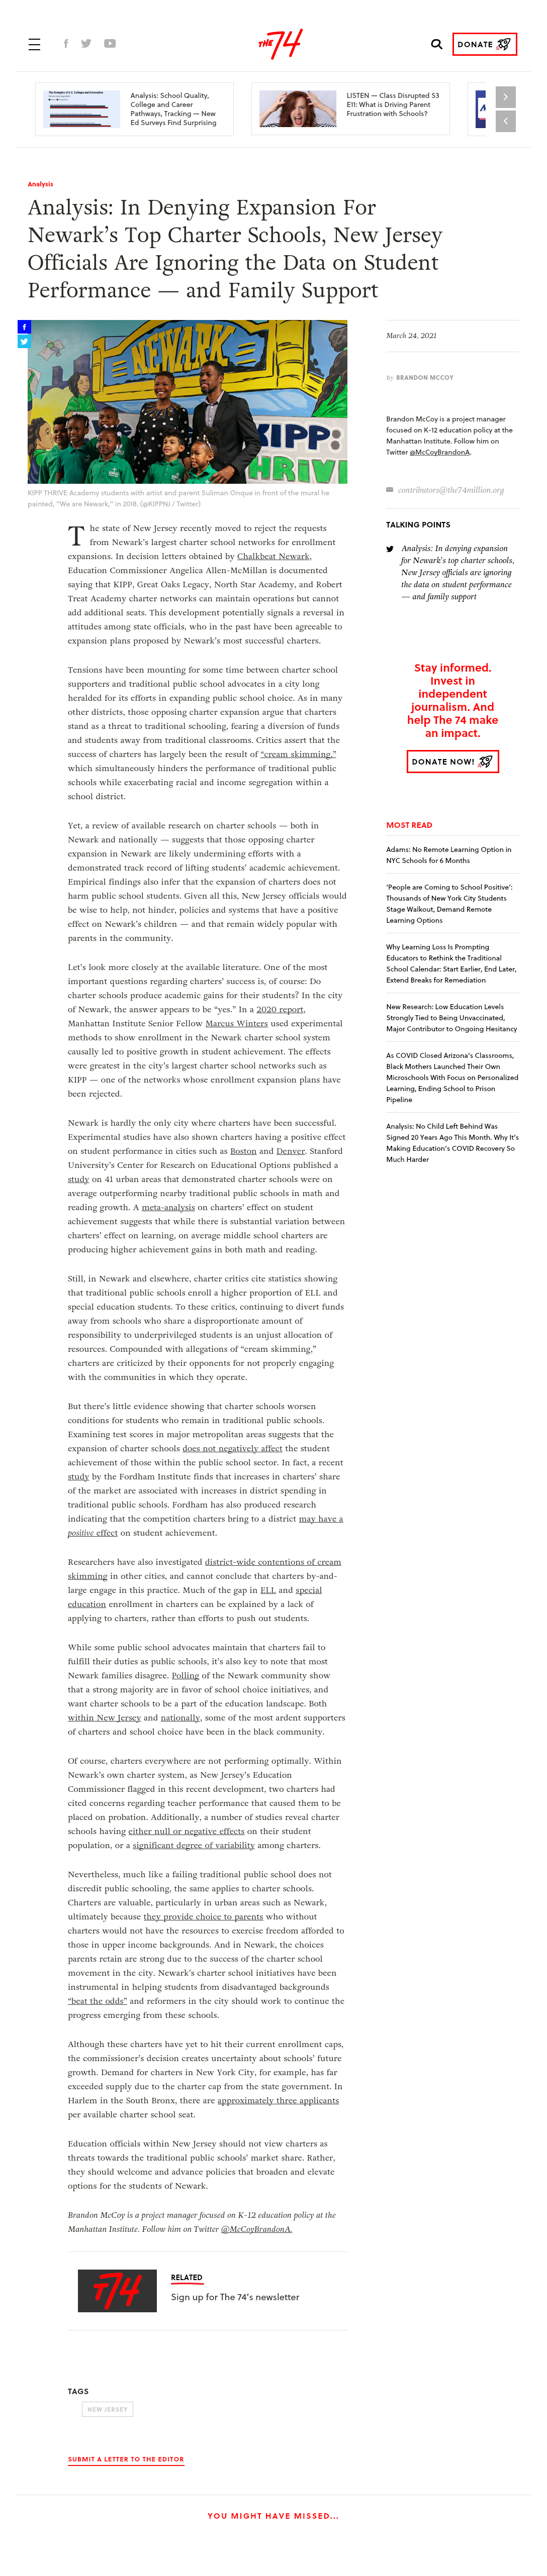 THE 74
DONATE
Analysis: School Quality,
College and Career
Pathways, Tracking — New
Ed Surveys Find Surprising
LISTEN — Class Disrupted S3
E11: What is Driving Parent
Frustration with Schools?
Analysis
Analysis: In Denying Expansion For
Newark’s Top Charter Schools, New Jersey
Officials Are Ignoring the Data on Student
Performance — and Family Support
NEWARK
KIPP:
THRIVE
KIPP THRIVE Academy students with artist and parent Suliman Onque in front of the mural he
painted, "We are Newark," in 2018. (@KIPPNJ / Twitter)
The state of New Jersey recently moved to reject the requests
from Newark’s largest charter school networks for enrollment
expansions. In decision letters obtained by Chalkbeat Newark,
Education Commissioner Angelica Allen-McMillan is documented
saying that KIPP, Great Oaks Legacy, North Star Academy, and Robert
Treat Academy charter networks can maintain operations but cannot
add additional seats. This development potentially signals a reversal in
attitudes among state officials, who in the past have been agreeable to
expansion plans proposed by Newark’s most successful charters.
Tensions have been mounting for some time between charter school
supporters and traditional public school advocates in a city long
heralded for its efforts in expanding public school choice. As in many
other districts, those opposing charter expansion argue that charters
stand as a threat to traditional schooling, fearing a diversion of funds
and students away from traditional classrooms. Critics assert that the
success of charters has largely been the result of “cream skimming,”
which simultaneously hinders the performance of traditional public
schools while exacerbating racial and income segregation within a
school district.
Yet, a review of available research on charter schools — both in
Newark and nationally — suggests that those opposing charter
expansion in Newark are likely undermining efforts with a
demonstrated track record of lifting students’ academic achievement.
Empirical findings also infer that the expansion of charters does not
harm public school students. Given all this, New Jersey officials would
be wise to help, not hinder, policies and systems that have a positive
effect on Newark’s children — and that remain widely popular with
parents in the community.
Let’s look more closely at the available literature. One of the most
important questions regarding charters’ success is, of course: Do
charter schools produce academic gains for their students? In the city
of Newark, the answer appears to be “yes.” In a 2020 report,
Manhattan Institute Senior Fellow Marcus Winters used experimental
methods to show enrollment in the Newark charter school system
causally led to positive growth in student achievement. The effects
were greatest in the city’s largest charter school networks such as
KIPP — one of the networks whose enrollment expansion plans have
been rejected.
Newark is hardly the only city where charters have been successful.
Experimental studies have also shown charters having a positive effect
on student performance in cities such as Boston and Denver. Stanford
University’s Center for Research on Educational Options published a
study on 41 urban areas that demonstrated charter schools were on
average outperforming nearby traditional public schools in math and
reading growth. A meta-analysis on charters’ effect on student
achievement suggests that while there is substantial variation between
charters’ effect on learning, on average middle school charters are
producing higher achievement gains in both math and reading.
Still, in Newark and elsewhere, charter critics cite statistics showing
that traditional public schools enroll a higher proportion of ELL and
special education students. To these critics, continuing to divert funds
away from schools who share a disproportionate amount of
responsibility to underprivileged students is an unjust allocation of
resources. Compounded with allegations of “cream skimming,”
charters are criticized by their opponents for not properly engaging
with the communities in which they operate.
But there’s little evidence showing that charter schools worsen
conditions for students who remain in traditional public schools.
Examining test scores in major metropolitan areas suggests that the
expansion of charter schools does not negatively affect the student
achievement of those within the public school sector. In fact, a recent
study by the Fordham Institute finds that increases in charters’ share
of the market are associated with increases in district spending in
traditional public schools. Fordham has also produced research
indicating that the competition charters bring to a district may have a
positive effect on student achievement.
Researchers have also investigated district-wide contentions of cream
skimming in other cities, and cannot conclude that charters by-and-
large engage in this practice. Much of the gap in ELL and special
education enrollment in charters can be explained by a lack of
applying to charters, rather than efforts to push out students.
While some public school advocates maintain that charters fail to
fulfill their duties as public schools, it’s also key to note that most
Newark families disagree. Polling of the Newark community show
that a strong majority are in favor of school choice initiatives, and
want charter schools to be a part of the education landscape. Both
within New Jersey and nationally, some of the most ardent supporters
of charters and school choice have been in the black community.
Of course, charters everywhere are not performing optimally. Within
Newark’s own charter system, as New Jersey’s Education
Commissioner flagged in this recent development, two charters had
cited concerns regarding teacher performance that caused them to be
placed on probation. Additionally, a number of studies reveal charter
schools having either null or negative effects on their student
population, or a significant degree of variability among charters.
Nevertheless, much like a failing traditional public school does not
discredit public schooling, the same applies to charter schools.
Charters are valuable, particularly in urban areas such as Newark,
ultimately because they provide choice to parents who without
charters would not have the resources to exercise freedom afforded to
those in upper income backgrounds. And in Newark, the choices
parents retain are strong due to the success of the charter school
movement in the city. Newark’s charter school initiatives have been
instrumental in helping students from disadvantaged backgrounds
“beat the odds” and reformers in the city should work to continue the
progress emerging from these schools.
Although these charters have yet to hit their current enrollment caps,
the commissioner’s decision creates uncertainty about schools’ future
growth. Demand for charters in New York City, for example, has far
exceeded supply due to the charter cap from the state government. In
Harlem in the South Bronx, there are approximately three applicants
per available charter school seat.
Education officials within New Jersey should not view charters as
threats towards the traditional public schools’ market share. Rather,
they should welcome and advance policies that broaden and elevate
options for the students of Newark.
Brandon McCoy is a project manager focused on K-12 education policy at the
Manhattan Institute. Follow him on Twitter @McCoyBrandonA.
T74
RELATED
Sign up for The 74’s newsletter
TAGS
NEW JERSEY
SUBMIT A LETTER TO THE EDITOR
March 24, 2021
By BRANDON MCCOY
Brandon McCoy is a project manager
focused on K-12 education policy at the
Manhattan Institute. Follow him on
Twitter @McCoyBrandonA.
contributors@the74million.org
TALKING POINTS
Analysis: In denying expansion
for Newark's top charter schools,
New Jersey officials are ignoring
the data on student performance
— and family support
Stay informed.
Invest in
independent
journalism. And
help The 74 make
an impact.
DONATE NOW!
MOST READ
Adams: No Remote Learning Option in
NYC Schools for 6 Months
‘People are Coming to School Positive’:
Thousands of New York City Students
Stage Walkout, Demand Remote
Learning Options
Why Learning Loss Is Prompting
Educators to Rethink the Traditional
School Calendar: Start Earlier, End Later,
Extend Breaks for Remediation
New Research: Low Education Levels
Strongly Tied to Being Unvaccinated,
Major Contributor to Ongoing Hesitancy
As COVID Closed Arizona’s Classrooms,
Black Mothers Launched Their Own
Microschools With Focus on Personalized
Learning, Ending School to Prison
Pipeline
Analysis: No Child Left Behind Was
Signed 20 Years Ago This Month. Why It’s
Making Education’s COVID Recovery So
Much Harder
YOU MIGHT HAVE MISSED...